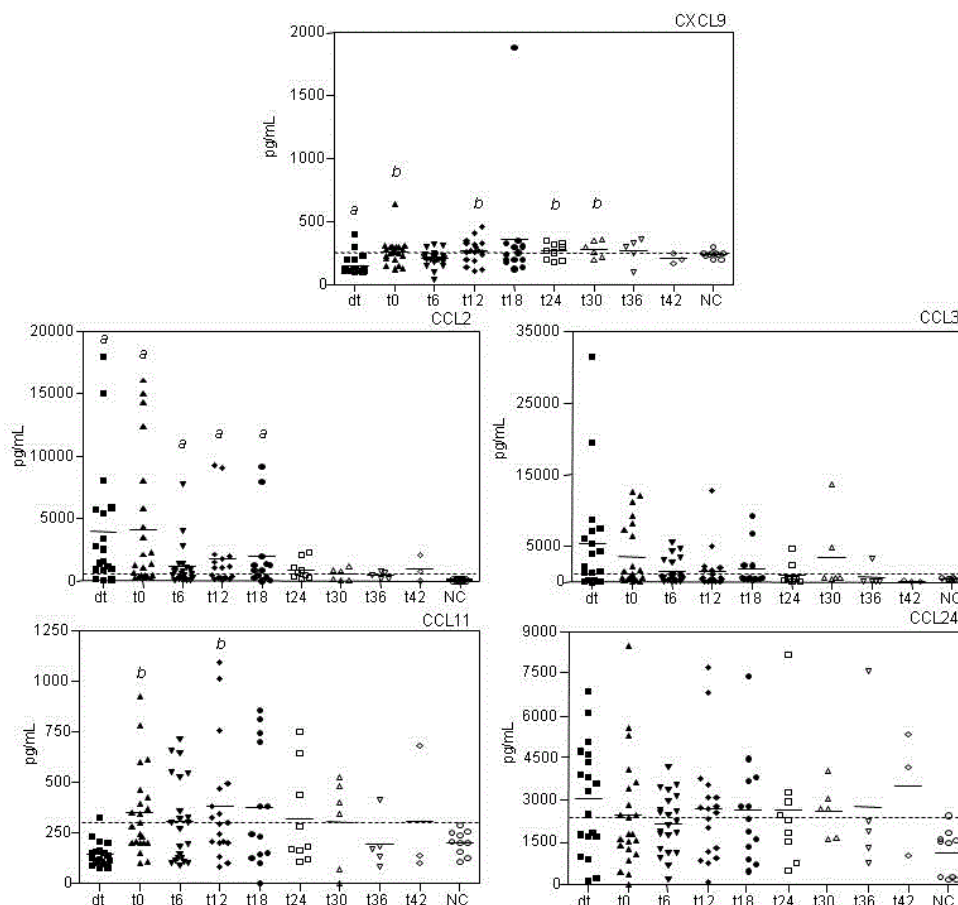 CXCL9
2000
1500
1000
500
0
pg/mL
a b b b b
dt t0 t6 t12 t18 t24 t30 t36 t42 NC
CCL2
20000
15000
10000
5000
0
pg/mL
a a a a a
dt t0 t6 t12 t18 t24 t30 t36 t42 NC
CCL3
35000
25000
15000
5000
0
pg/mL
dt t0 t6 t12 t18 t24 t30 t36 t42 NC
CCL11
1250
1000
750
500
250
0
pg/mL
b b
dt t0 t6 t12 t18 t24 t30 t36 t42 NC
CCL24
9000
7500
6000
4500
3000
1500
0
pg/mL
dt t0 t6 t12 t18 t24 t30 t36 t42 NC